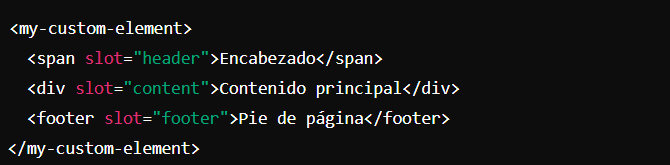 <my-custom-element>
  <span slot="header">Encabezado</span>
  <div slot="content">Contenido principal</div>
  <footer slot="footer">Pie de página</footer>
</my-custom-element>